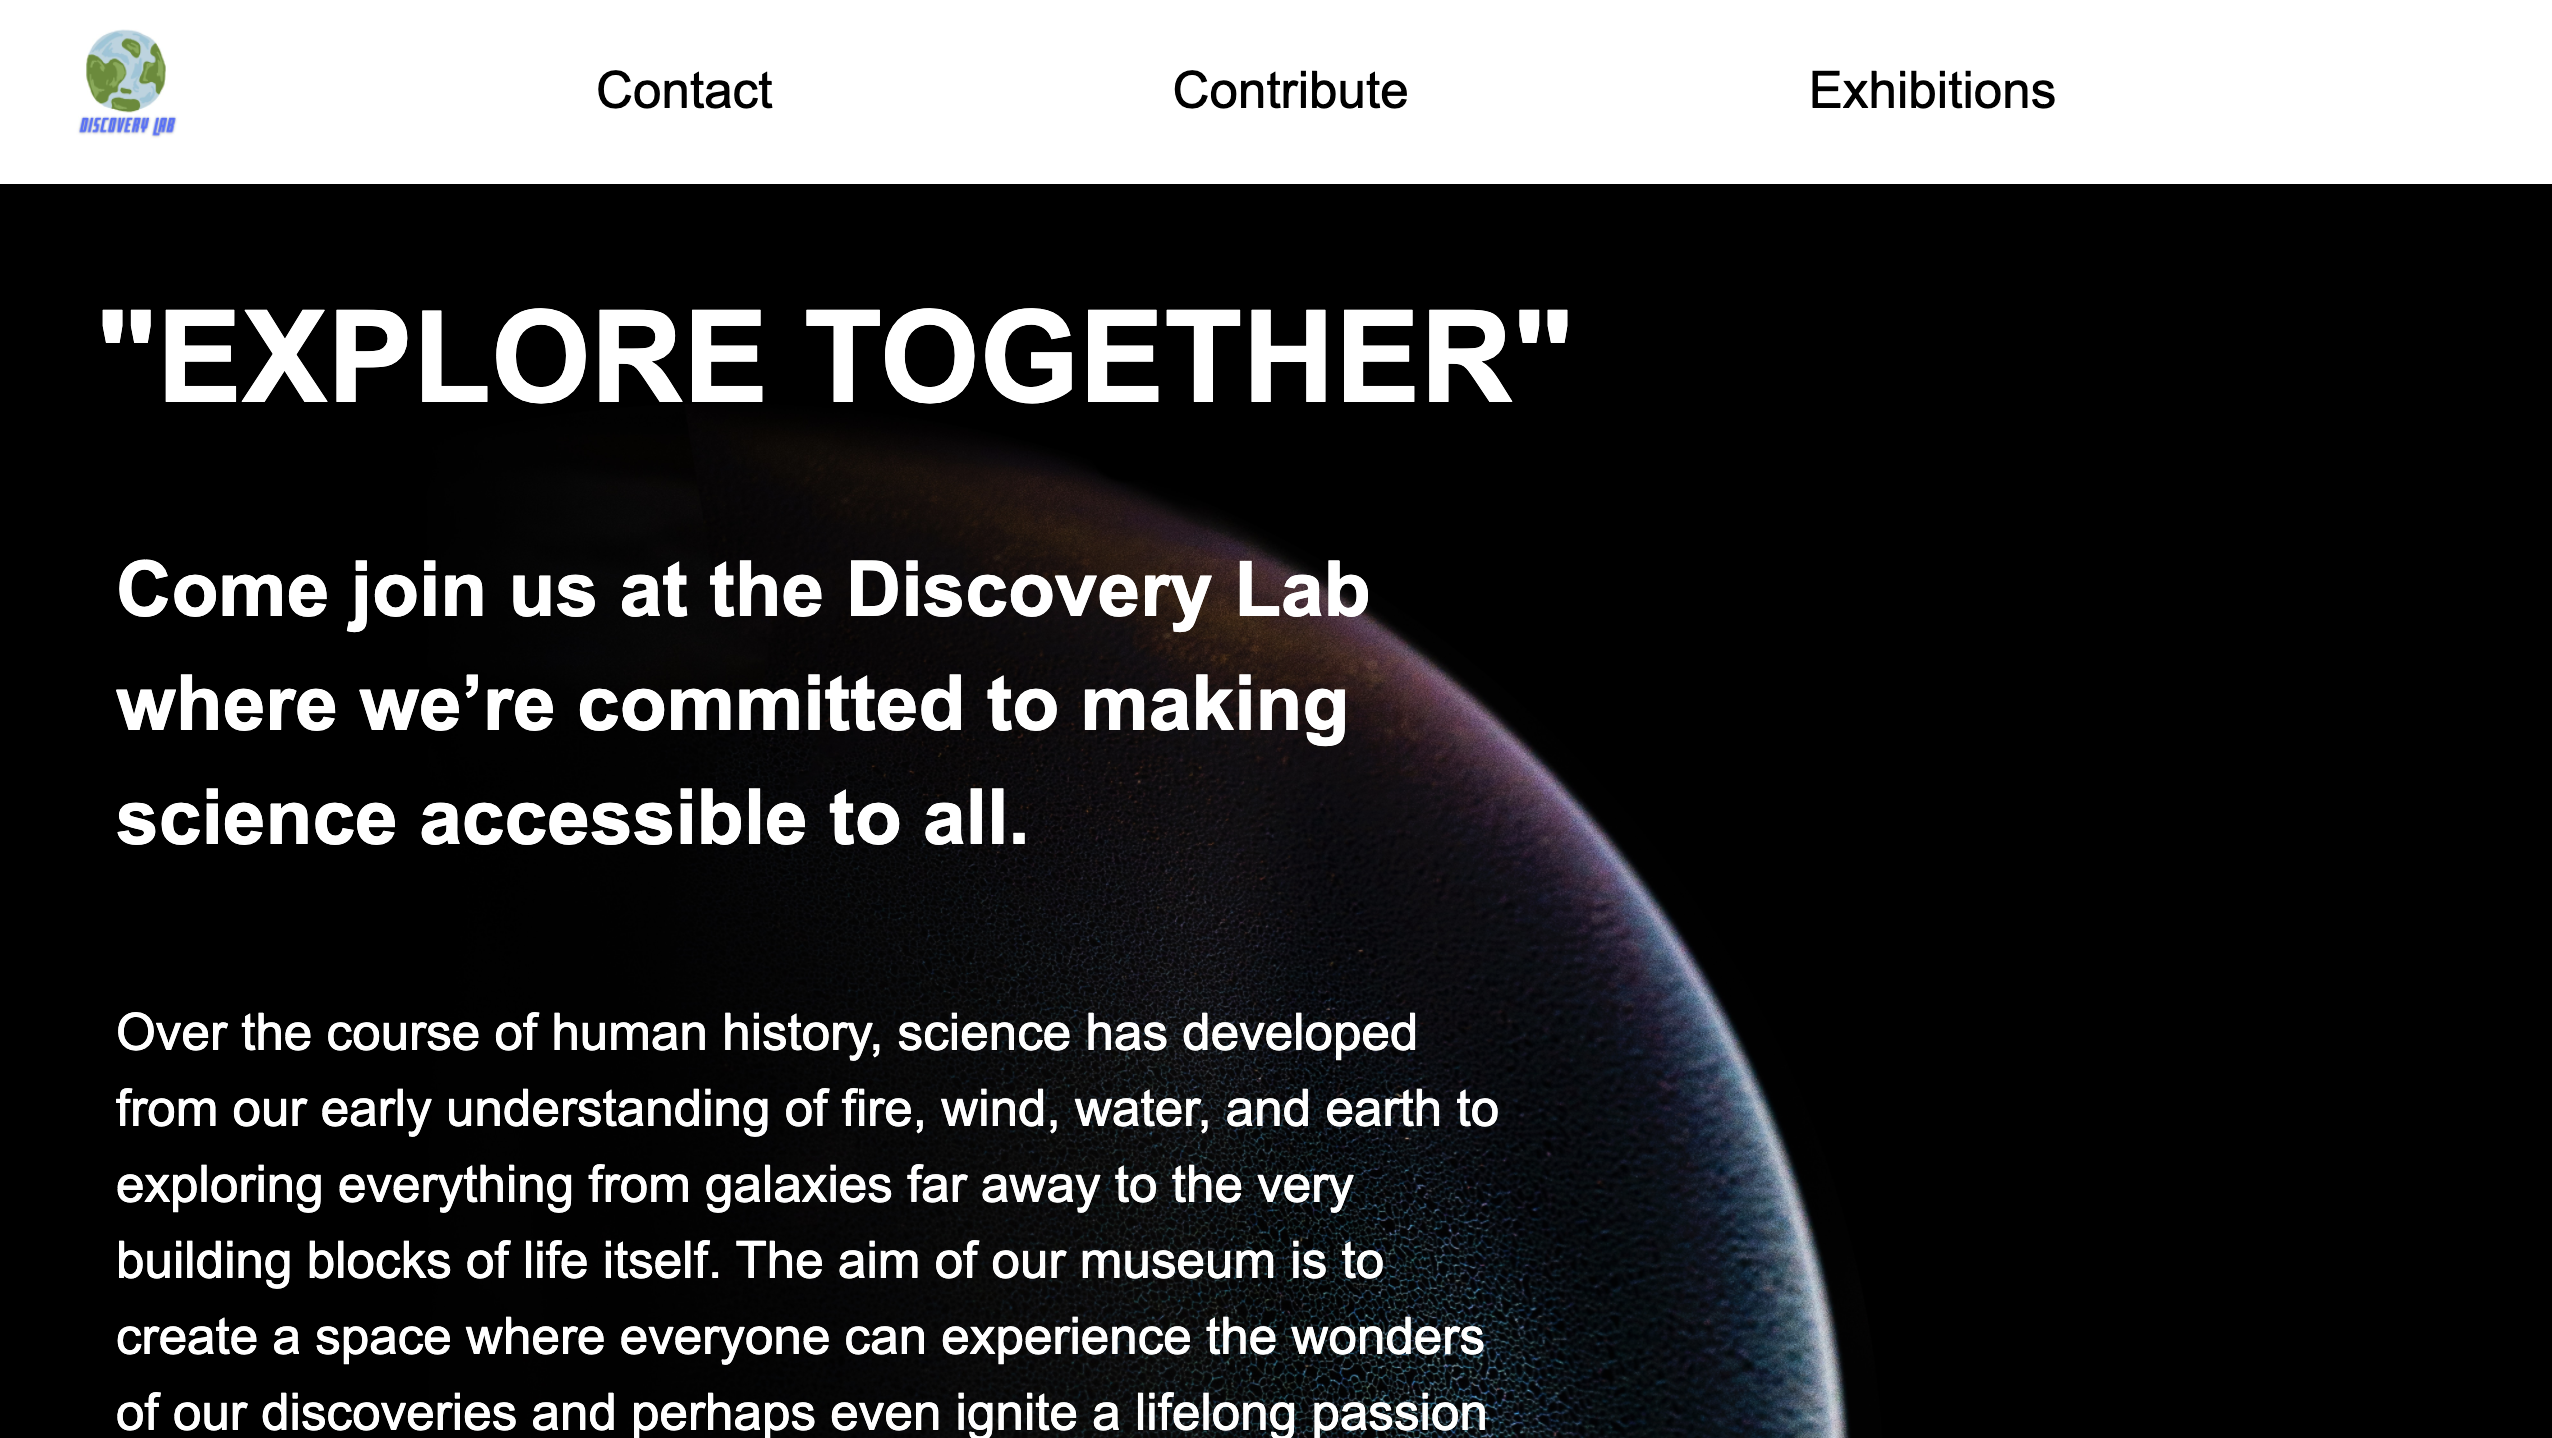 DISCOVERY LAB
Contact
Contribute
Exhibitions
"EXPLORE TOGETHER"
Come join us at the Discovery Lab
where we’re committed to making
science accessible to all.
Over the course of human history, science has developed
from our early understanding of fire, wind, water, and earth to
exploring everything from galaxies far away to the very
building blocks of life itself. The aim of our museum is to
create a space where everyone can experience the wonders
of our discoveries and perhaps even ignite a lifelong passion